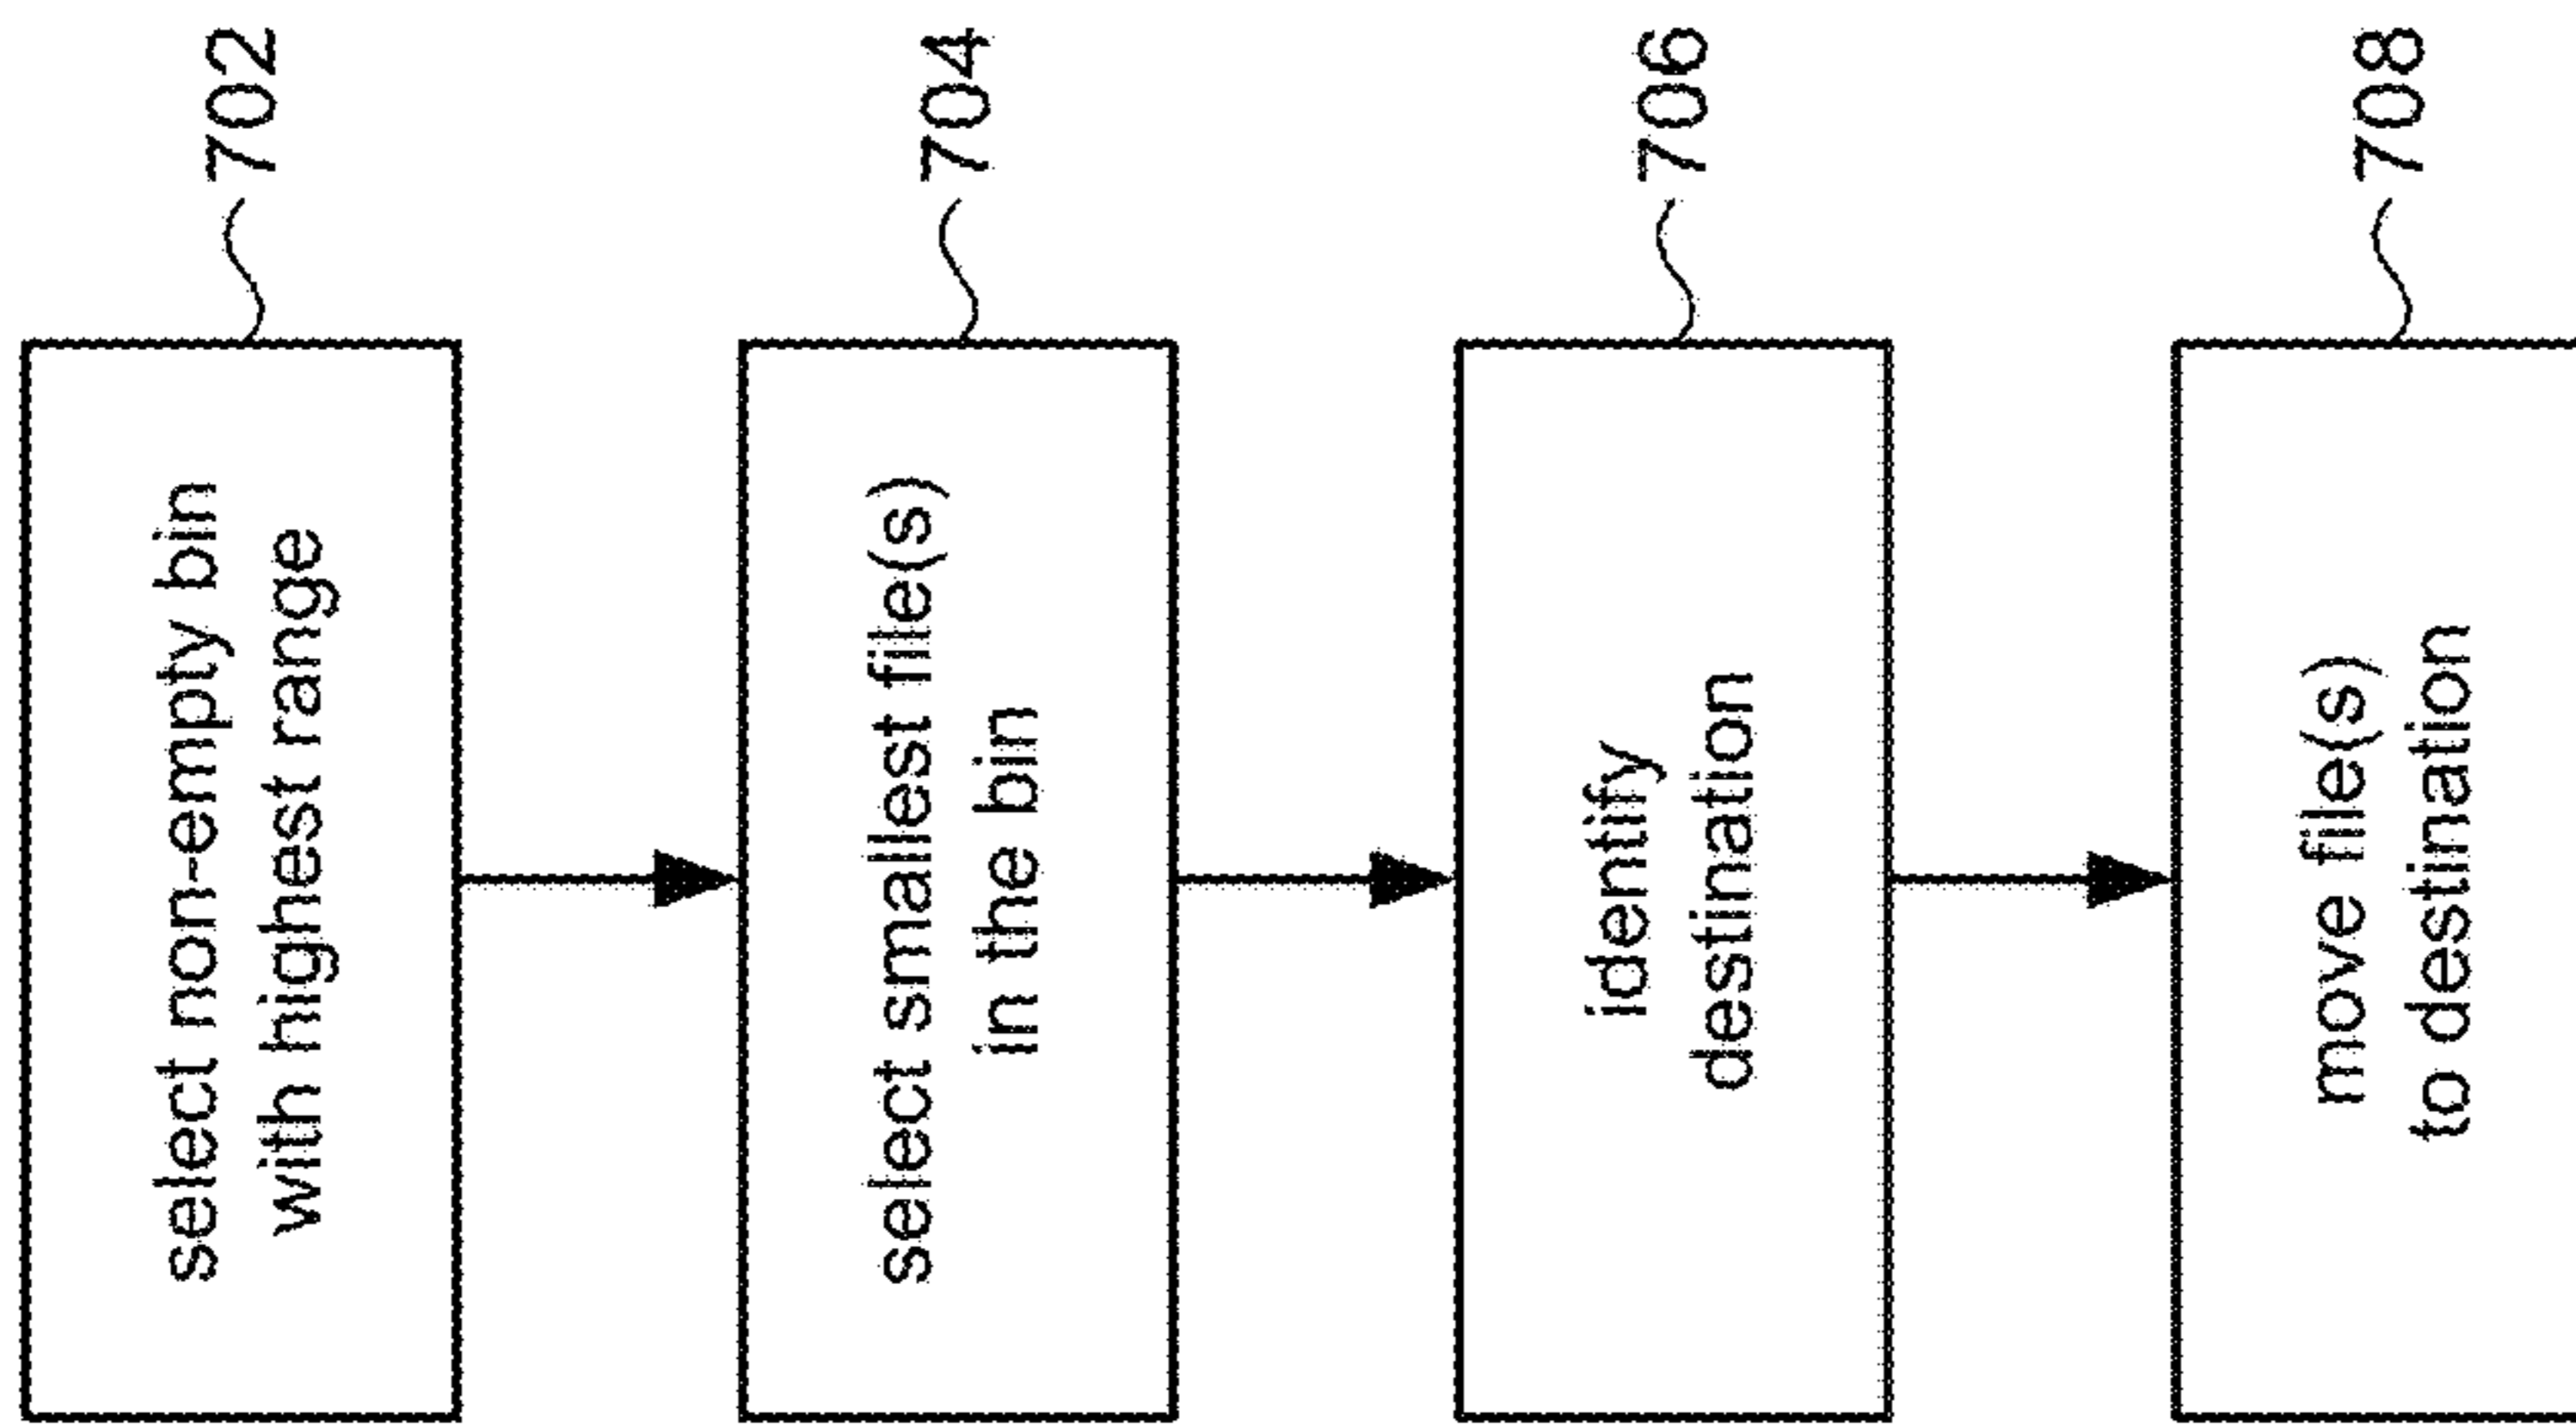 select non-empty bin
with highest range
702
select smallest file(s)
in the bin
704
identify
destination
706
move file(s)
to destination
708